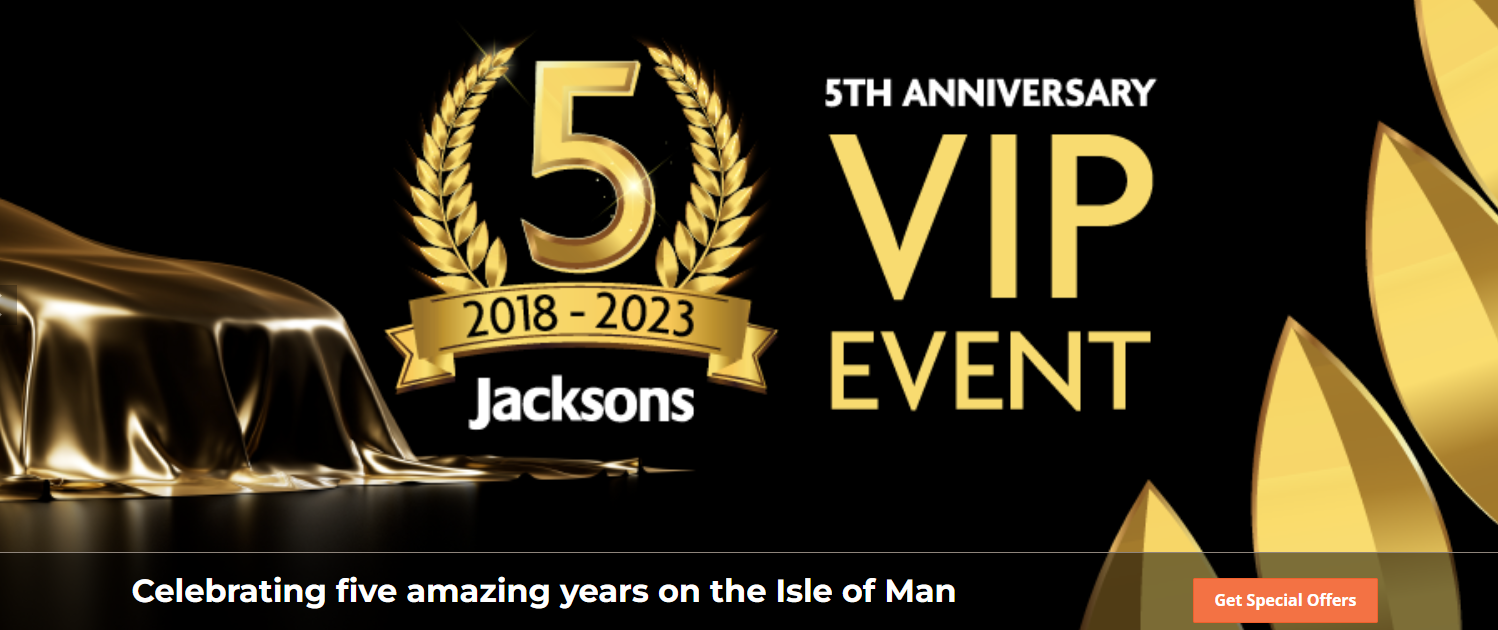 5
2018 - 2023
Jacksons
5TH ANNIVERSARY
VIP
EVENT
Celebrating five amazing years on the Isle of Man
Get Special Offers